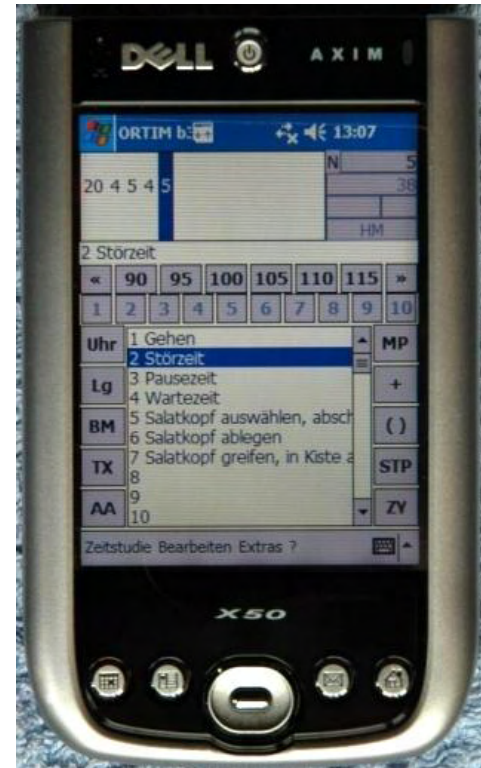 DELL AXIM
ORTIM b3 13:07
N 5
20 4 5 4 5 38
HM
2 Störzeit
« 90 95 100 105 110 115 »
1 2 3 4 5 6 7 8 9 10
Uhr 1 Gehen MP
2 Störzeit
Lg 3 Pausezeit +
4 Wartezeit
BM 5 Salatkopf auswählen, absch ( )
6 Salatkopf ablegen
TX 7 Salatkopf greifen, in Kiste a STP
8
AA 9 ZY
10
Zeitstudie Bearbeiten Extras ?
X50